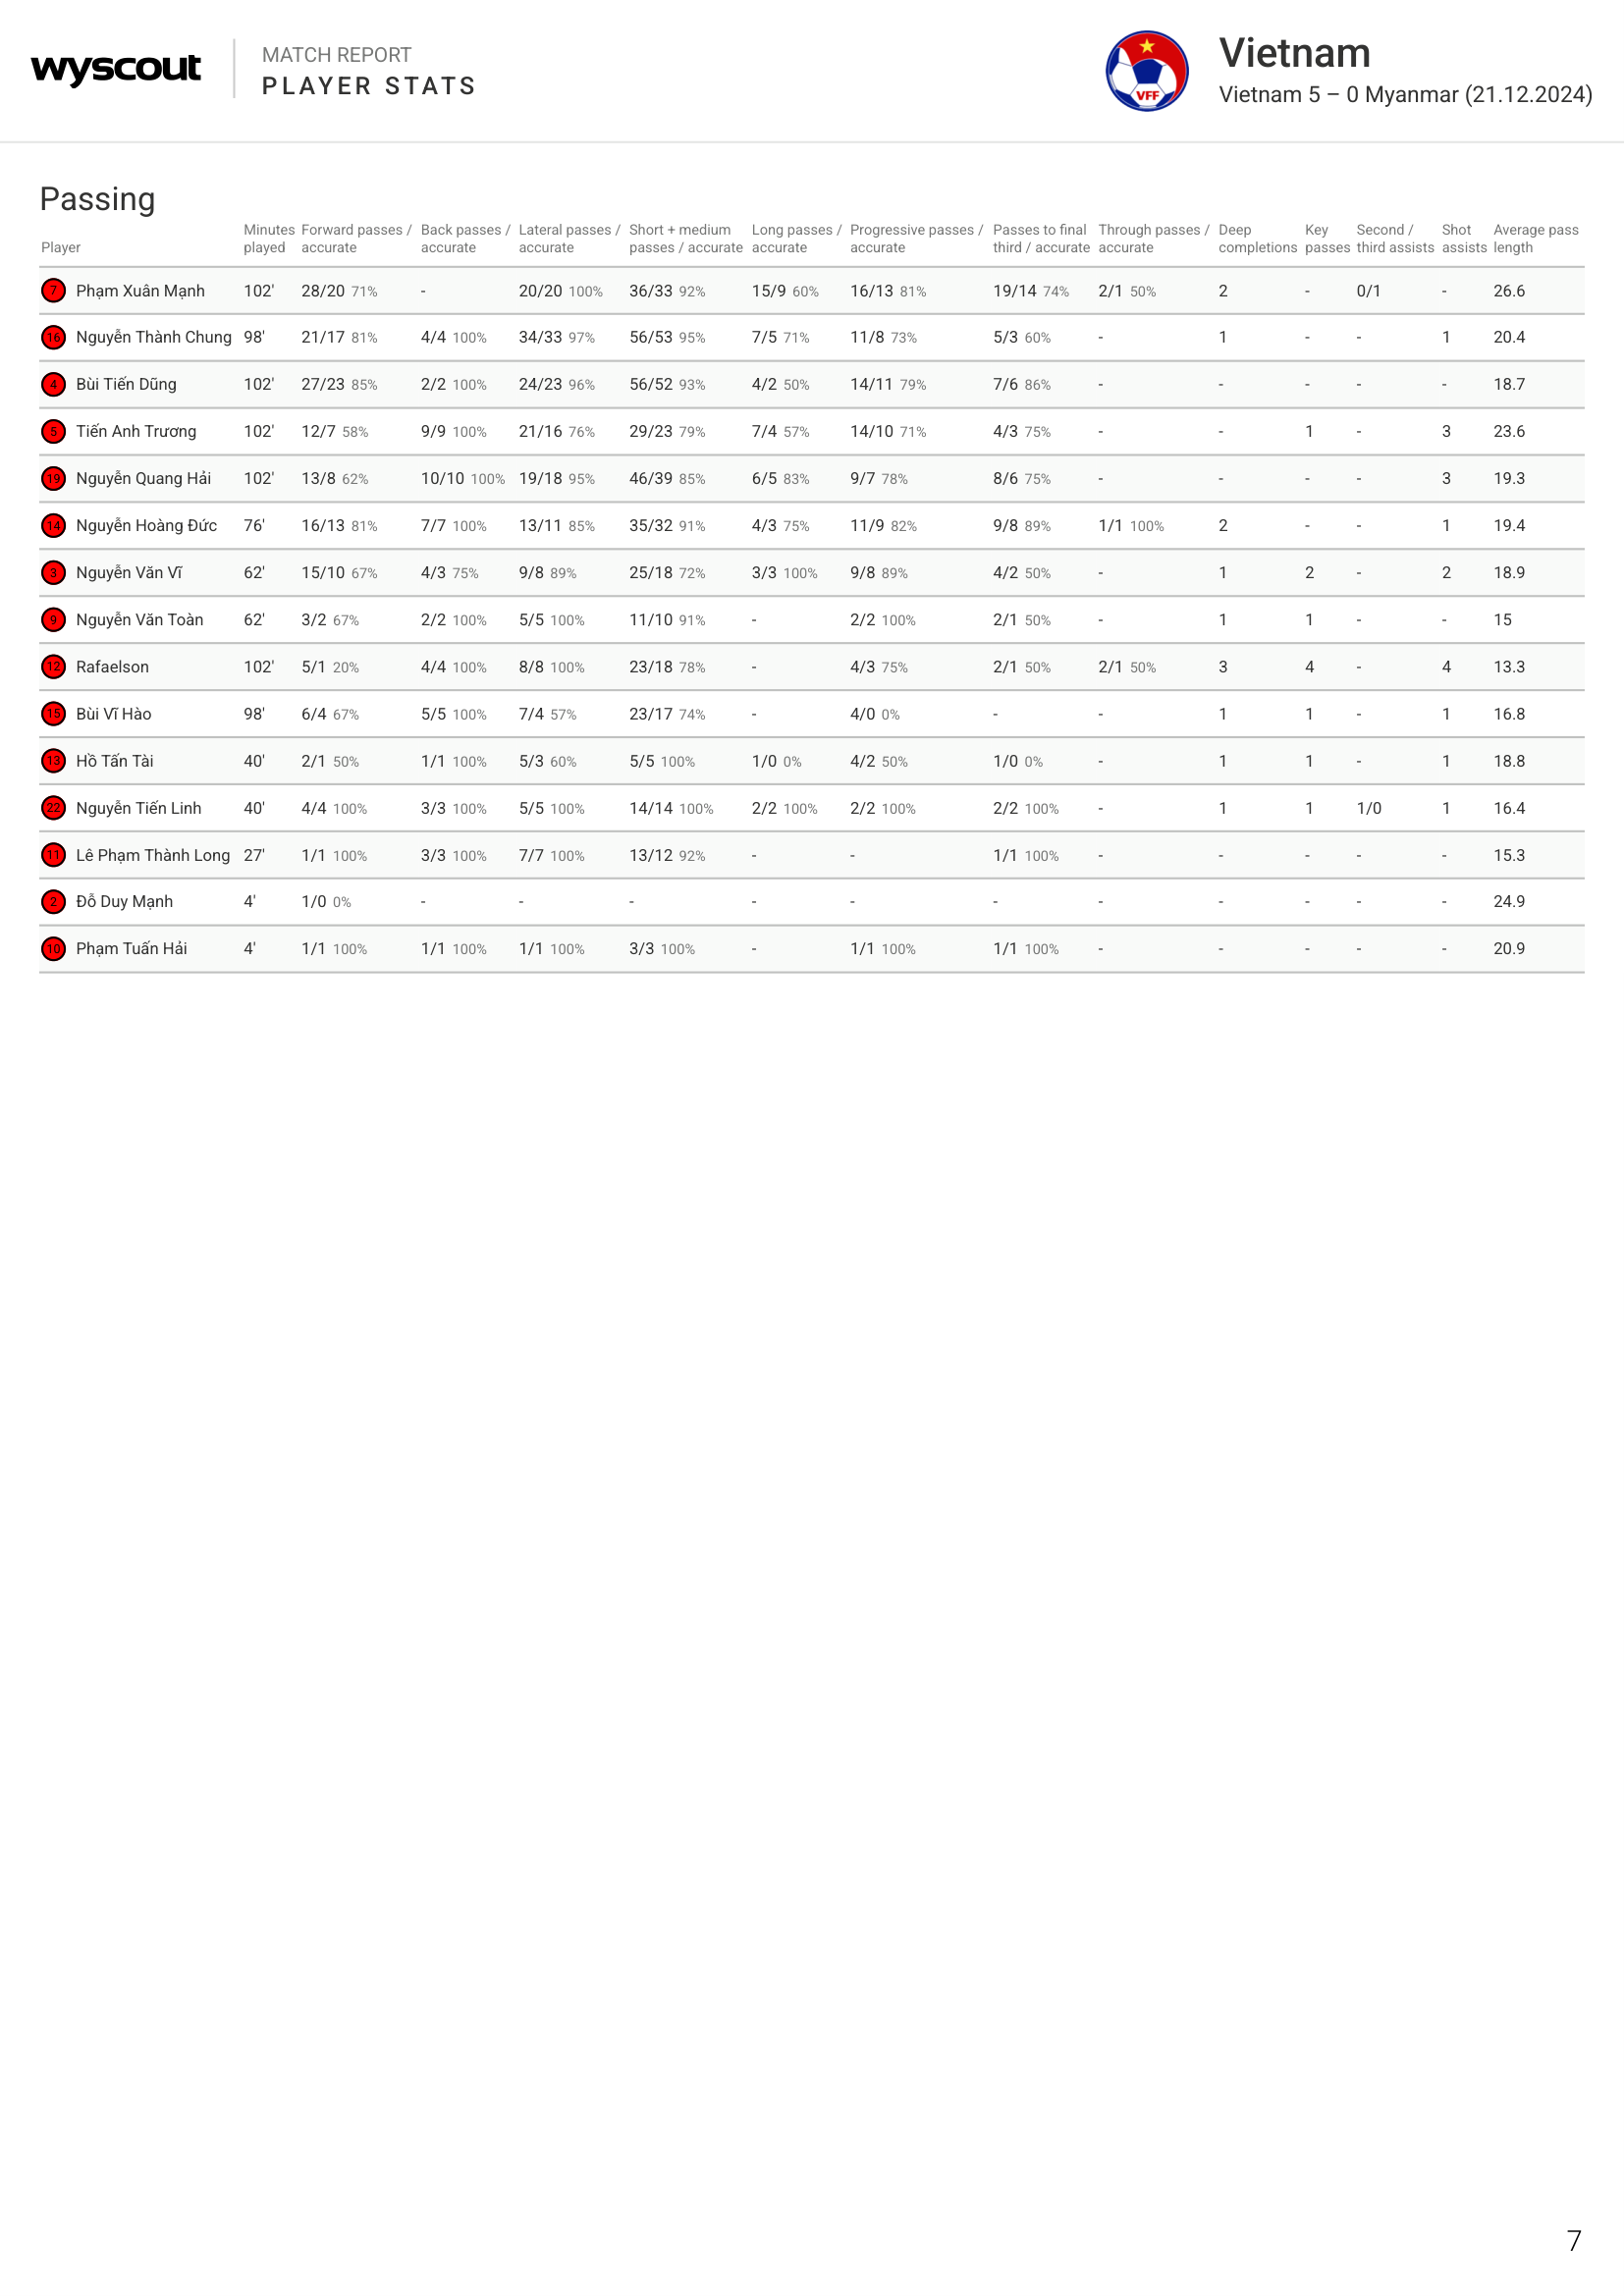 wyscout
MATCH REPORT
PLAYER STATS
VFF
Vietnam
Vietnam 5 – 0 Myanmar (21.12.2024)
Passing
Player Minutes played Forward passes / accurate Back passes / accurate Lateral passes / accurate Short + medium passes / accurate Long passes / accurate Progressive passes / accurate Passes to final third / accurate Through passes / accurate Deep completions Key passes Second / third assists Shot assists Average pass length
7 Phạm Xuân Mạnh 102' 28/20 71% - 20/20 100% 36/33 92% 15/9 60% 16/13 81% 19/14 74% 2/1 50% 2 - 0/1 - 26.6
16 Nguyễn Thành Chung 98' 21/17 81% 4/4 100% 34/33 97% 56/53 95% 7/5 71% 11/8 73% 5/3 60% - 1 - - 1 20.4
4 Bùi Tiến Dũng 102' 27/23 85% 2/2 100% 24/23 96% 56/52 93% 4/2 50% 14/11 79% 7/6 86% - - - - - 18.7
5 Tiến Anh Trương 102' 12/7 58% 9/9 100% 21/16 76% 29/23 79% 7/4 57% 14/10 71% 4/3 75% - - 1 - 3 23.6
19 Nguyễn Quang Hải 102' 13/8 62% 10/10 100% 19/18 95% 46/39 85% 6/5 83% 9/7 78% 8/6 75% - - - - 3 19.3
14 Nguyễn Hoàng Đức 76' 16/13 81% 7/7 100% 13/11 85% 35/32 91% 4/3 75% 11/9 82% 9/8 89% 1/1 100% 2 - - 1 19.4
3 Nguyễn Văn Vĩ 62' 15/10 67% 4/3 75% 9/8 89% 25/18 72% 3/3 100% 9/8 89% 4/2 50% - 1 2 - 2 18.9
9 Nguyễn Văn Toàn 62' 3/2 67% 2/2 100% 5/5 100% 11/10 91% - 2/2 100% 2/1 50% - 1 1 - - 15
12 Rafaelson 102' 5/1 20% 4/4 100% 8/8 100% 23/18 78% - 4/3 75% 2/1 50% 2/1 50% 3 4 - 4 13.3
15 Bùi Vĩ Hào 98' 6/4 67% 5/5 100% 7/4 57% 23/17 74% - 4/0 0% - - 1 1 - 1 16.8
13 Hồ Tấn Tài 40' 2/1 50% 1/1 100% 5/3 60% 5/5 100% 1/0 0% 4/2 50% 1/0 0% - 1 1 - 1 18.8
22 Nguyễn Tiến Linh 40' 4/4 100% 3/3 100% 5/5 100% 14/14 100% 2/2 100% 2/2 100% 2/2 100% - 1 1 1/0 1 16.4
11 Lê Phạm Thành Long 27' 1/1 100% 3/3 100% 7/7 100% 13/12 92% - - 1/1 100% - - - - - 15.3
2 Đỗ Duy Mạnh 4' 1/0 0% - - - - - - - - - - - 24.9
10 Phạm Tuấn Hải 4' 1/1 100% 1/1 100% 1/1 100% 3/3 100% - 1/1 100% 1/1 100% - - - - - 20.9
7